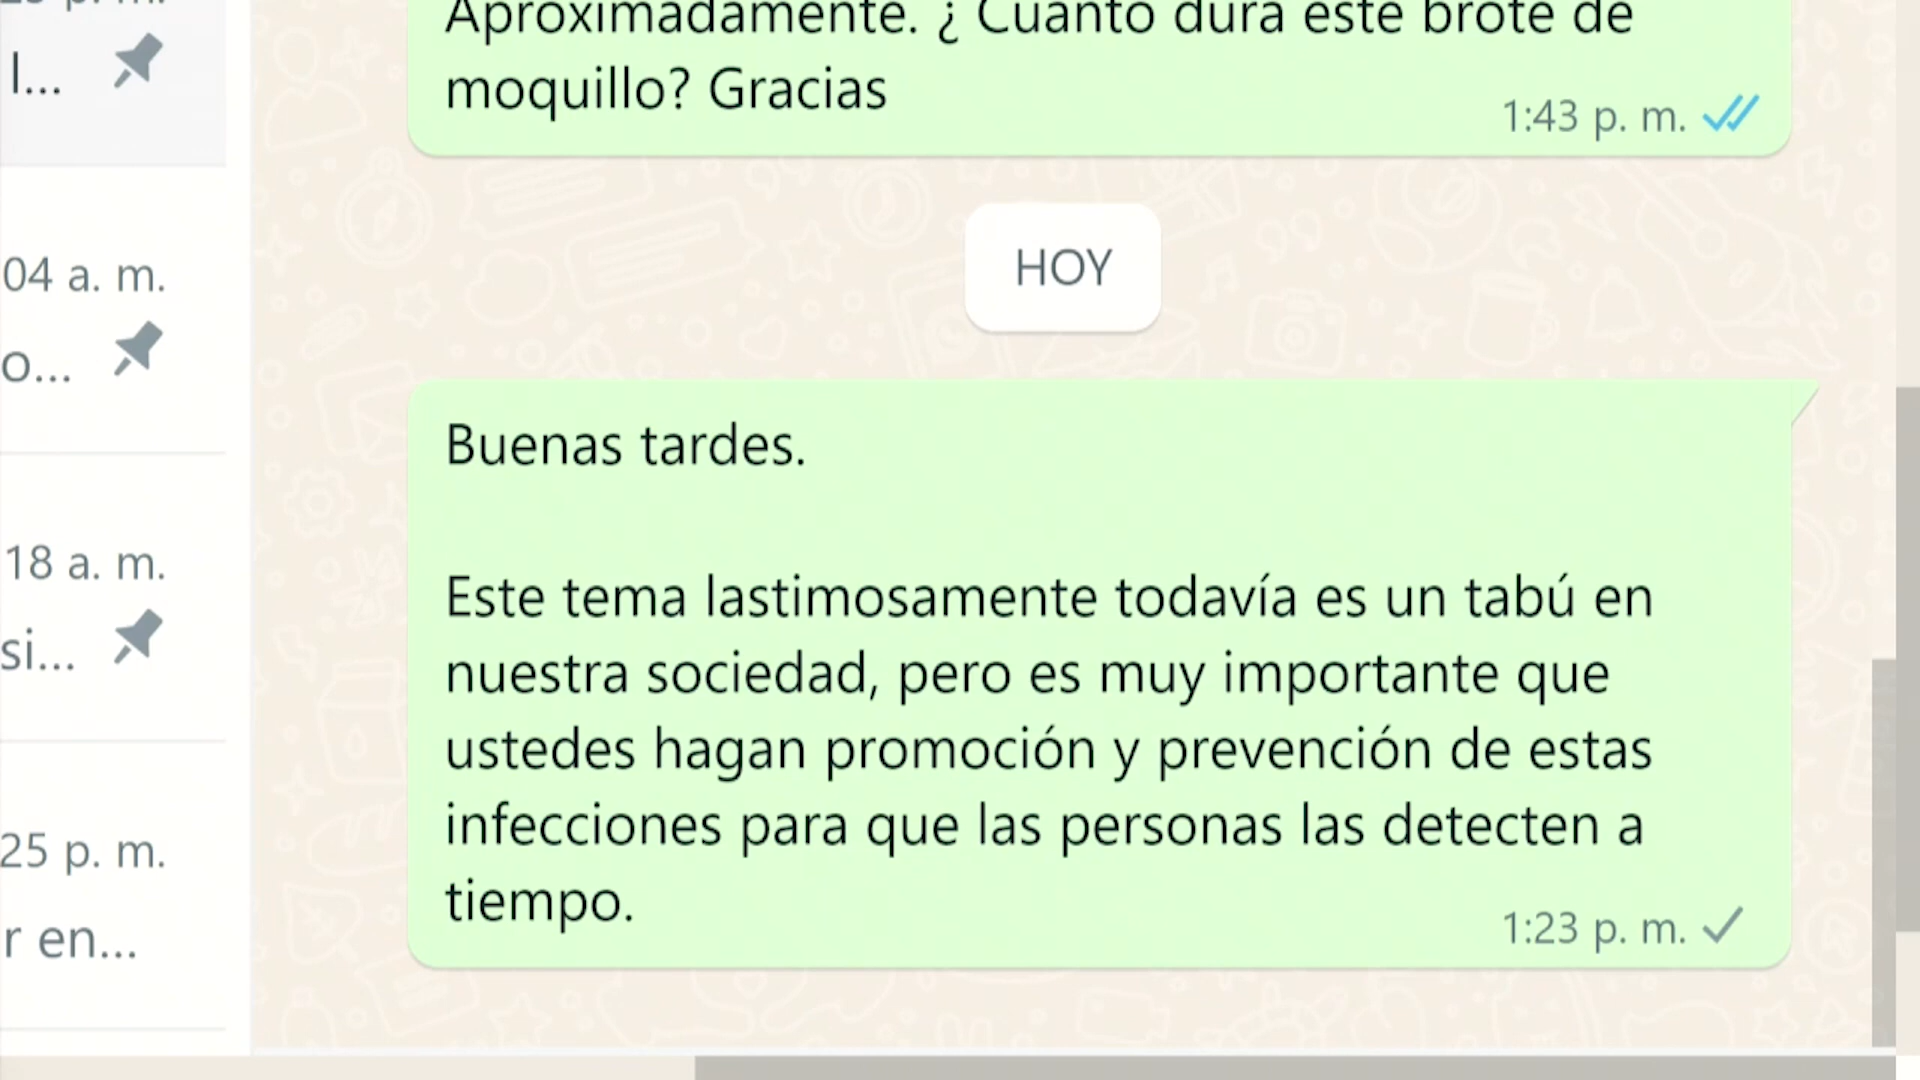 l...
04 a. m.
o...
18 a. m.
si...
25 p. m.
r en...
Aproximadamente. ¿ Cuanto dura este brote de
moquillo? Gracias
1:43 p. m.
HOY
Buenas tardes.
Este tema lastimosamente todavía es un tabú en
nuestra sociedad, pero es muy importante que
ustedes hagan promoción y prevención de estas
infecciones para que las personas las detecten a
tiempo.
1:23 p. m.